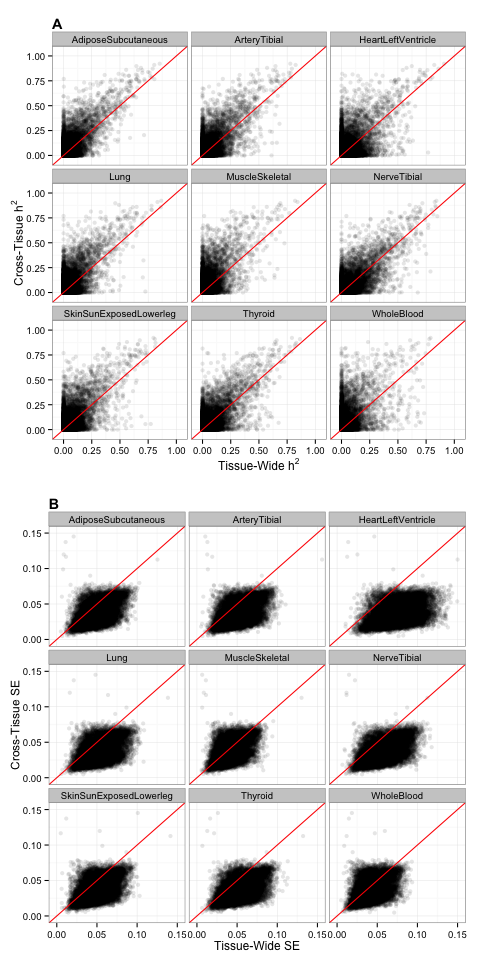 A
AdiposeSubcutaneous ArteryTibial HeartLeftVentricle
1.00
0.75
0.50
0.25
0.00
Lung MuscleSkeletal NerveTibial
1.00
0.75
0.50
0.25
0.00
Cross-Tissue h²
SkinSunExposedLowerleg Thyroid WholeBlood
1.00
0.75
0.50
0.25
0.00
0.00 0.25 0.50 0.75 1.00 0.00 0.25 0.50 0.75 1.00 0.00 0.25 0.50 0.75 1.00
Tissue-Wide h²
B
AdiposeSubcutaneous ArteryTibial HeartLeftVentricle
0.15
0.10
0.05
0.00
Lung MuscleSkeletal NerveTibial
0.15
0.10
0.05
0.00
Cross-Tissue SE
SkinSunExposedLowerleg Thyroid WholeBlood
0.15
0.10
0.05
0.00
0.00 0.05 0.10 0.15 0.00 0.05 0.10 0.15 0.00 0.05 0.10 0.15
Tissue-Wide SE